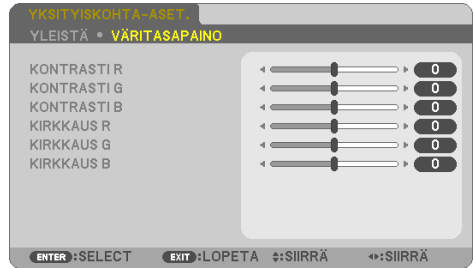 YKSITYISKOHTA-ASET.
YLEISTÄ • VÄRITASAPAINO
KONTRASTI R 0
KONTRASTI G 0
KONTRASTI B 0
KIRKKAUS R 0
KIRKKAUS G 0
KIRKKAUS B 0
ENTER :SELECT EXIT :LOPETA :SIIRRÄ :SIIRRÄ